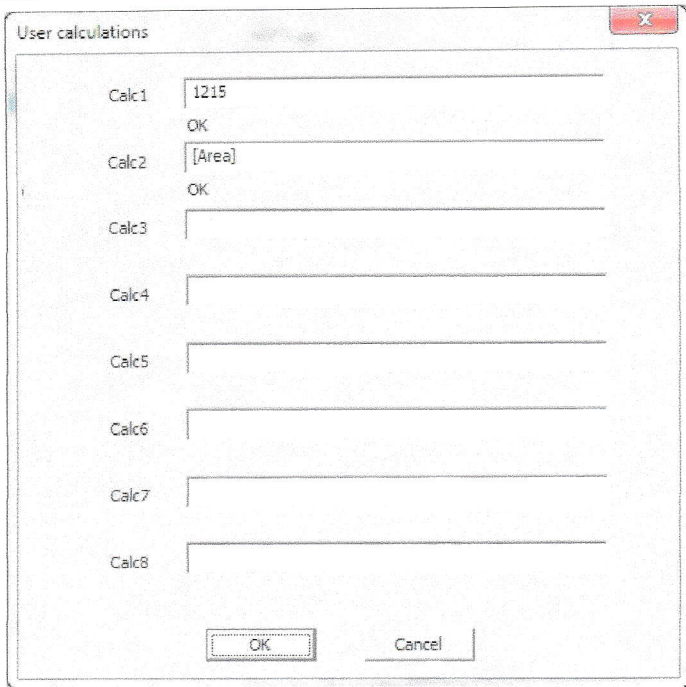 User calculations
X
Calc1 1215
OK
Calc2 [Area]
OK
Calc3
Calc4
Calc5
Calc6
Calc7
Calc8
OK Cancel